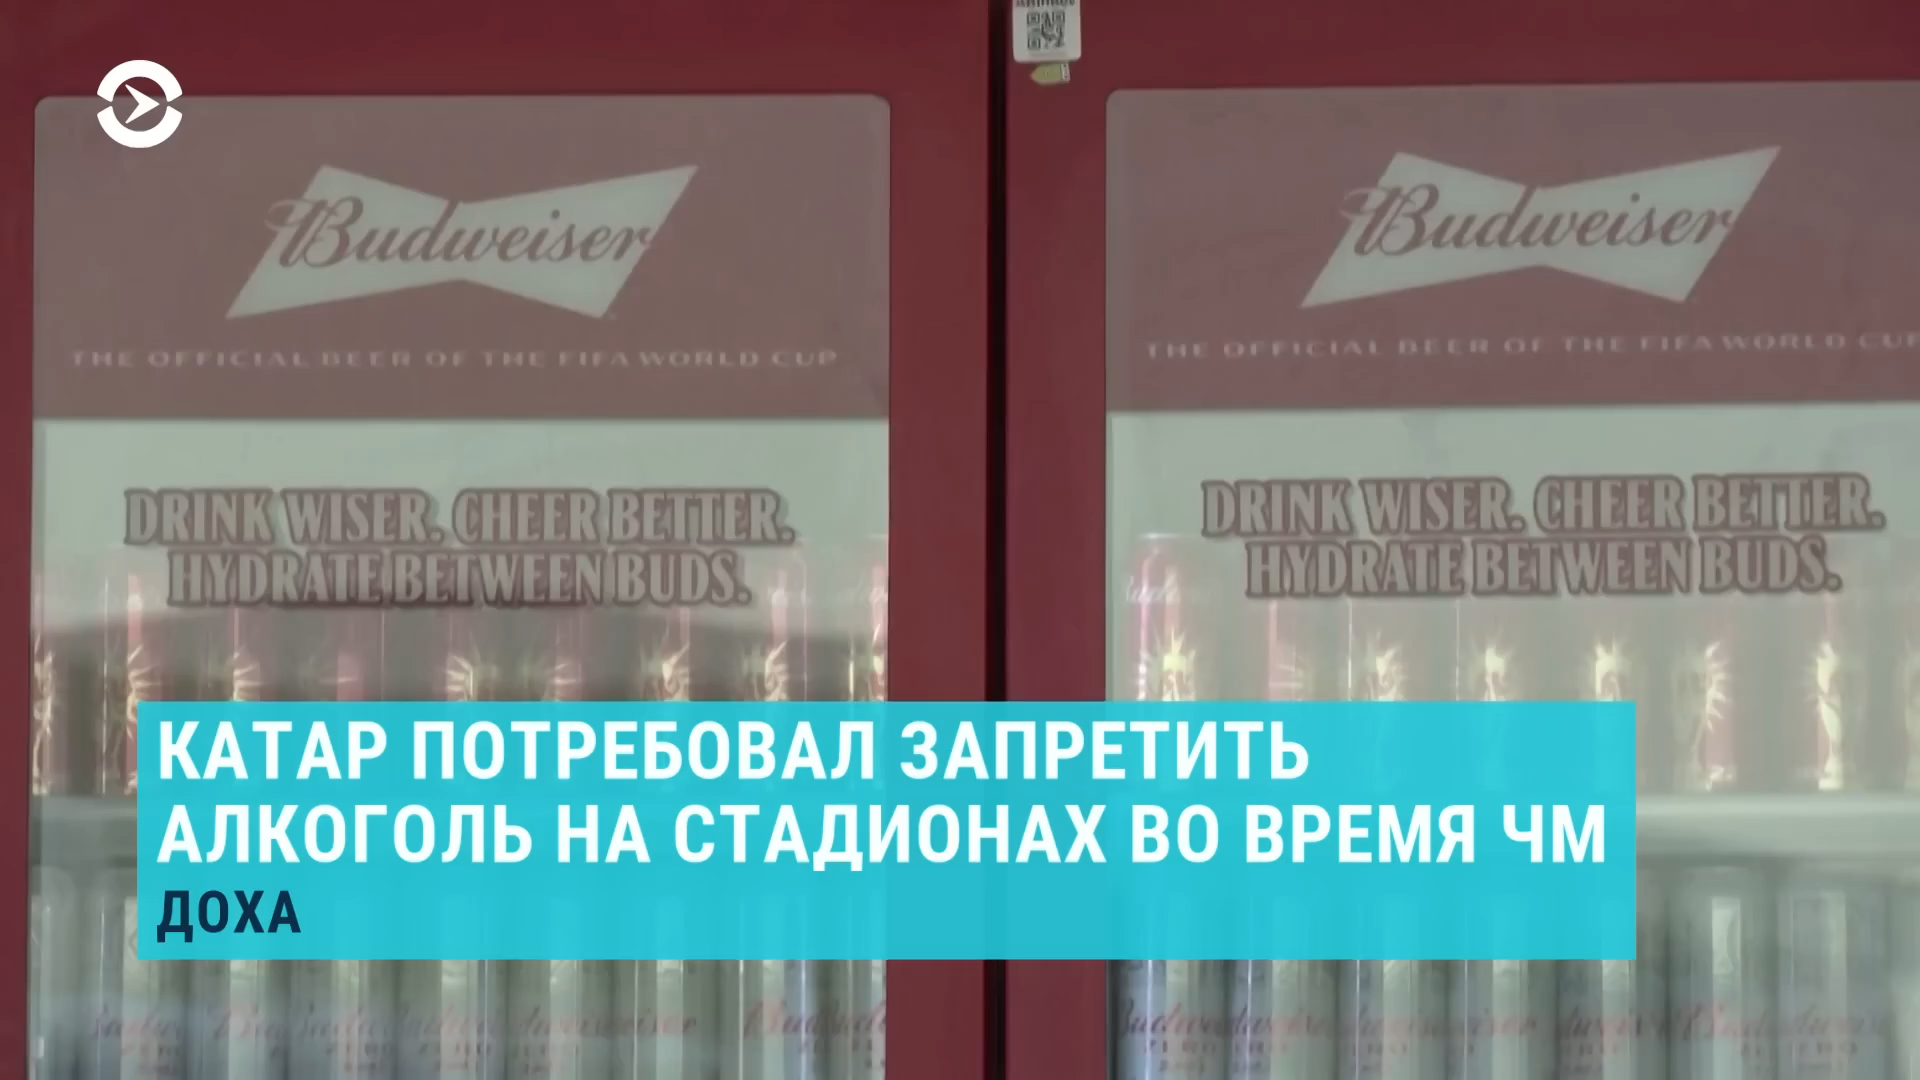 Budweiser
THE OFFICIAL BEER OF THE FIFA WORLD CUP
DRINK WISER. CHEER BETTER.
HYDRATE BETWEEN BUDS.
Budweiser
THE OFFICIAL BEER OF THE FIFA WORLD CUP
DRINK WISER. CHEER BETTER.
HYDRATE BETWEEN BUDS.
КАТАР ПОТРЕБОВАЛ ЗАПРЕТИТЬ
АЛКОГОЛЬ НА СТАДИОНАХ ВО ВРЕМЯ ЧМ
ДОХА